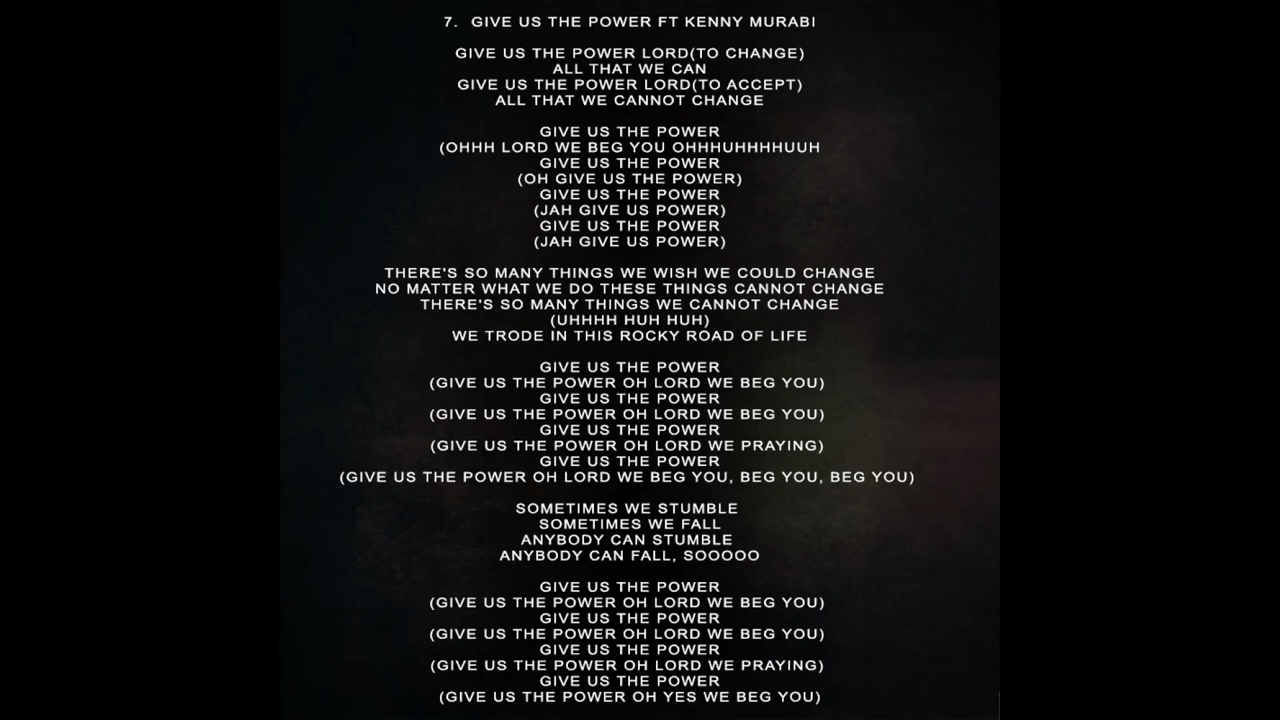 7. GIVE US THE POWER FT KENNY MURABI
GIVE US THE POWER LORD(TO CHANGE)
ALL THAT WE CAN
GIVE US THE POWER LORD(TO ACCEPT)
ALL THAT WE CANNOT CHANGE
GIVE US THE POWER
(OHHH LORD WE BEG YOU OHHHUHHHHUUH
GIVE US THE POWER
(OH GIVE US THE POWER)
GIVE US THE POWER
(JAH GIVE US POWER)
GIVE US THE POWER
(JAH GIVE US POWER)
THERE'S SO MANY THINGS WE WISH WE COULD CHANGE
NO MATTER WHAT WE DO THESE THINGS CANNOT CHANGE
THERE'S SO MANY THINGS WE CANNOT CHANGE
(UHHHH HUH HUH)
WE TRODE IN THIS ROCKY ROAD OF LIFE
GIVE US THE POWER
(GIVE US THE POWER OH LORD WE BEG YOU)
GIVE US THE POWER
(GIVE US THE POWER OH LORD WE BEG YOU)
GIVE US THE POWER
(GIVE US THE POWER OH LORD WE PRAYING)
GIVE US THE POWER
(GIVE US THE POWER OH LORD WE BEG YOU, BEG YOU, BEG YOU)
SOMETIMES WE STUMBLE
SOMETIMES WE FALL
ANYBODY CAN STUMBLE
ANYBODY CAN FALL, SOOOOO
GIVE US THE POWER
(GIVE US THE POWER OH LORD WE BEG YOU)
GIVE US THE POWER
(GIVE US THE POWER OH LORD WE BEG YOU)
GIVE US THE POWER
(GIVE US THE POWER OH LORD WE PRAYING)
GIVE US THE POWER
(GIVE US THE POWER OH YES WE BEG YOU)